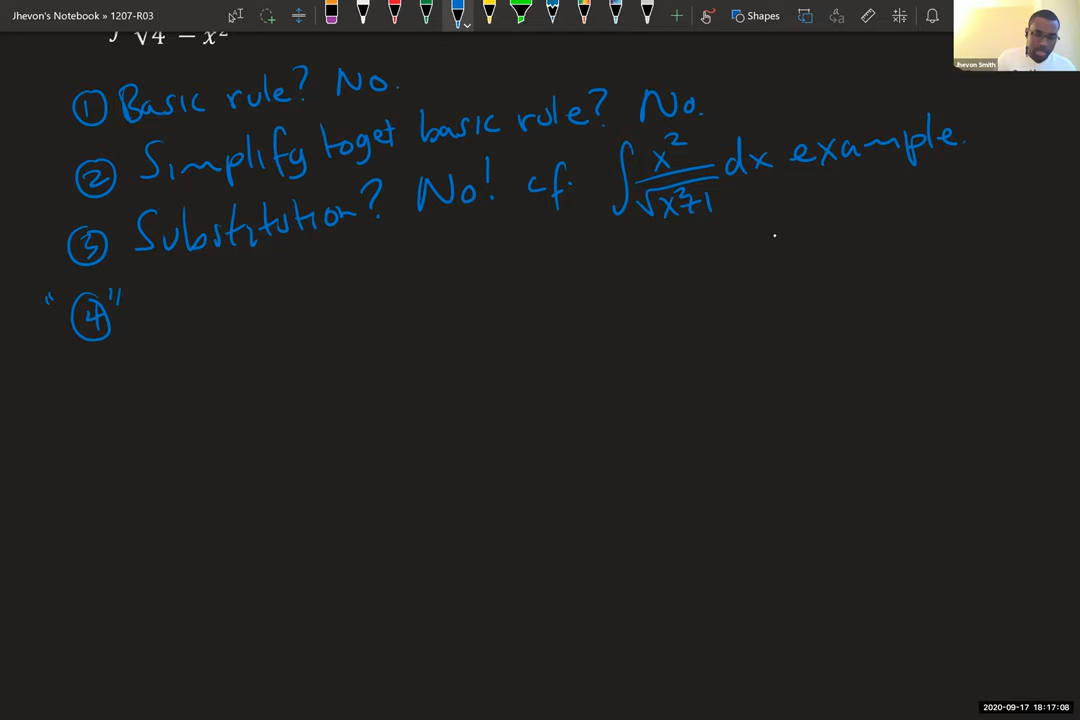 Jhevon's Notebook » 1207-R03
Shapes
Jhevon Smith
√4 − x²
① Basic rule? No.
② Simplify to get basic rule? No.
③ Substitution? No! cf. ∫ x²/√x²+1 dx example.
"④"
2020-09-17 18:17:08